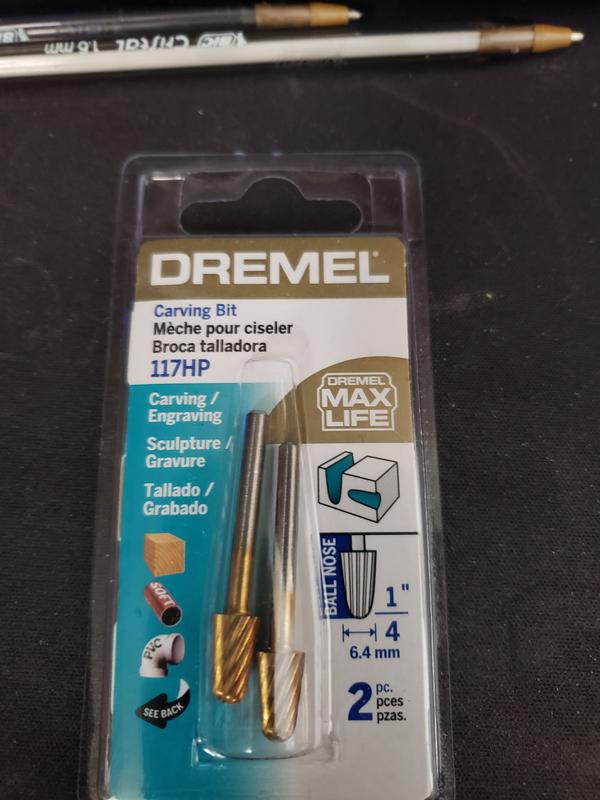 1.6 mm Cristal BIC
DREMEL®
Carving Bit
Mèche pour ciseler
Broca talladora
117HP
DREMEL®
MAX
LIFE
Carving /
Engraving
Sculpture /
Gravure
Tallado /
Grabado
BALL NOSE
SOFT
PVC
SEE BACK
1"
4
6.4 mm
2 pc.
pces
pzas.